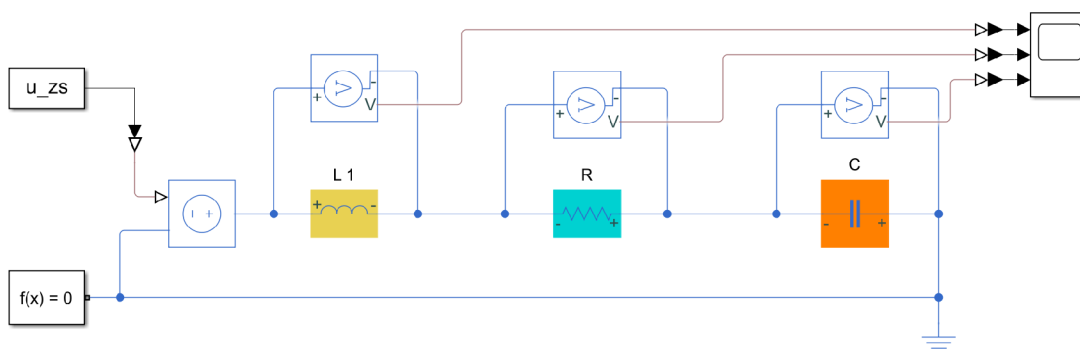 u_zs
+
-
V
V
+
-
V
V
+
-
V
V
L 1
R
C
+
-
-
+
-
+
- +
f(x) = 0